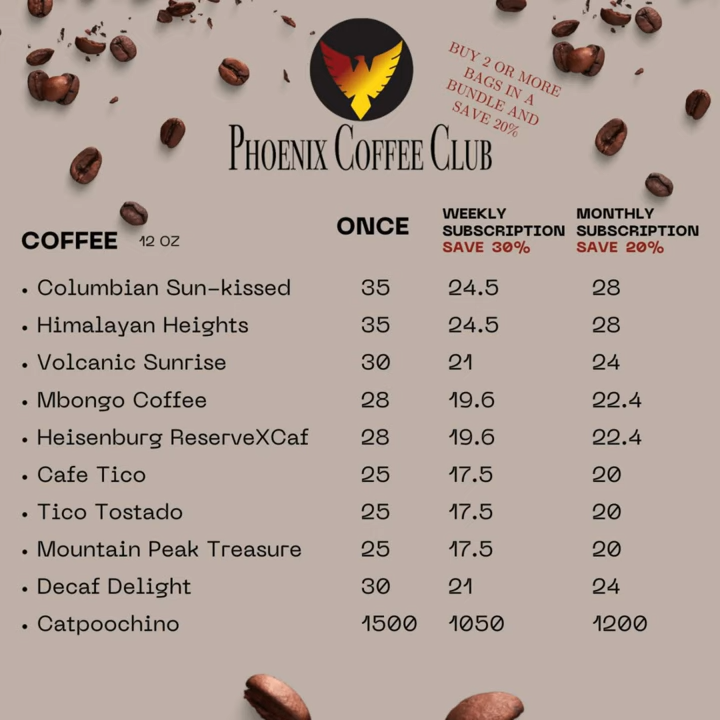 BUY 2 OR MORE
BAGS IN A
BUNDLE AND
SAVE 20%
PHOENIX COFFEE CLUB
COFFEE 12 OZ ONCE WEEKLY SUBSCRIPTION SAVE 30% MONTHLY SUBSCRIPTION SAVE 20%
• Columbian Sun-kissed 35 24.5 28
• Himalayan Heights 35 24.5 28
• Volcanic Sunrise 30 21 24
• Mbongo Coffee 28 19.6 22.4
• Heisenburg ReserveXCaf 28 19.6 22.4
• Cafe Tico 25 17.5 20
• Tico Tostado 25 17.5 20
• Mountain Peak Treasure 25 17.5 20
• Decaf Delight 30 21 24
• Catpoochino 1500 1050 1200